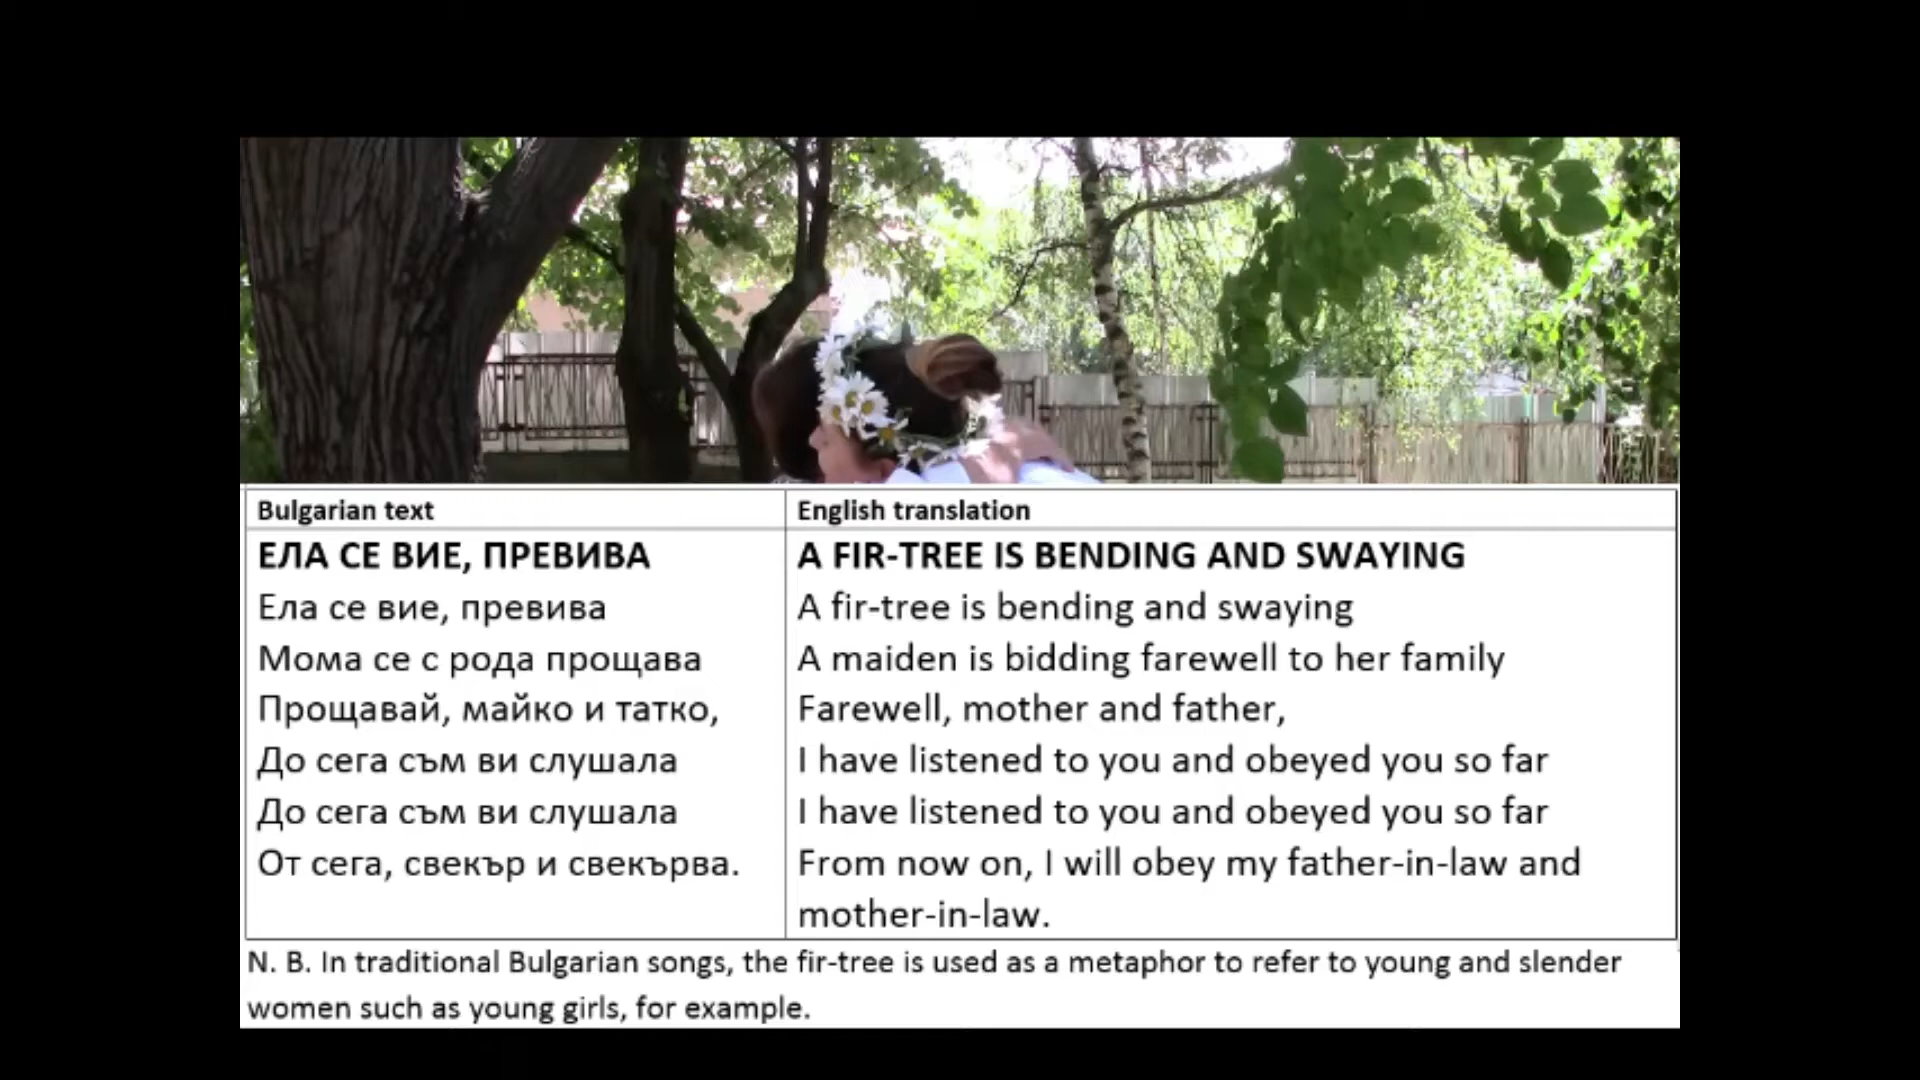 Bulgarian text
ЕЛА СЕ ВИЕ, ПРЕВИВА
Ела се вие, превива
Мома се с рода прощава
Прощавай, майко и татко,
До сега съм ви слушала
До сега съм ви слушала
От сега, свекър и свекърва.
English translation
A FIR-TREE IS BENDING AND SWAYING
A fir-tree is bending and swaying
A maiden is bidding farewell to her family
Farewell, mother and father,
I have listened to you and obeyed you so far
I have listened to you and obeyed you so far
From now on, I will obey my father-in-law and
mother-in-law.
N. B. In traditional Bulgarian songs, the fir-tree is used as a metaphor to refer to young and slender
women such as young girls, for example.